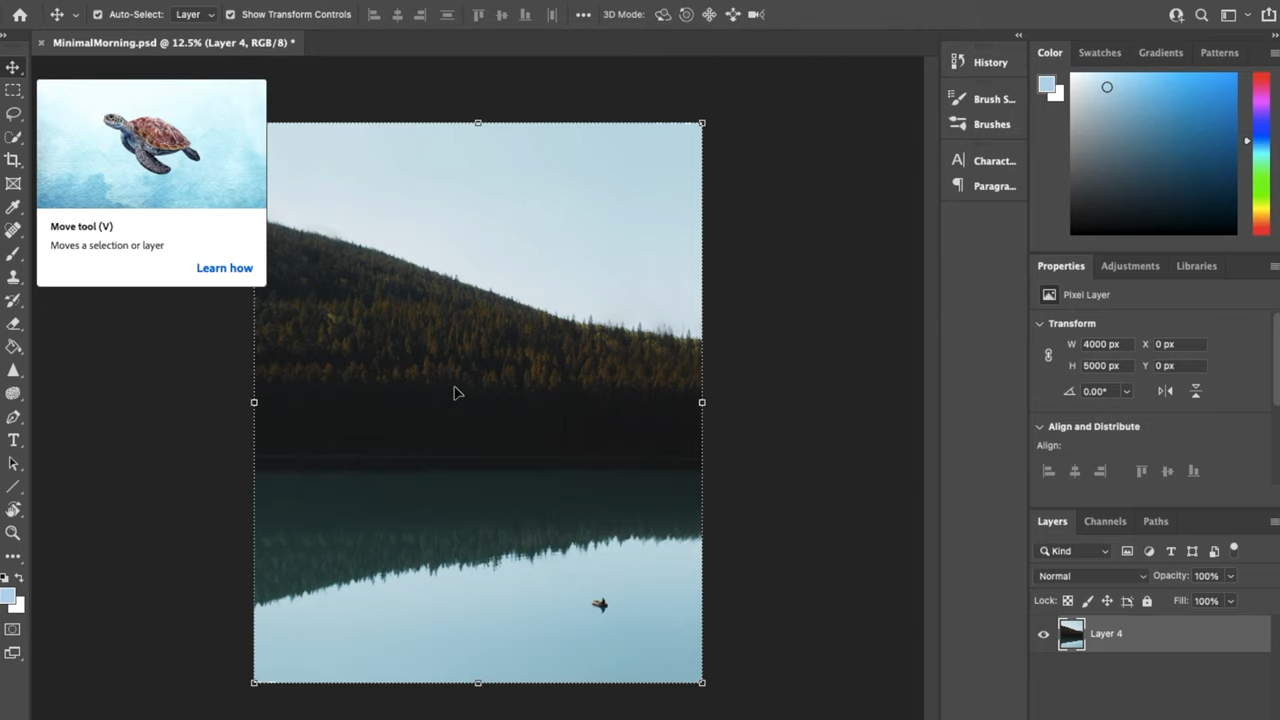 Auto-Select: Layer Show Transform Controls 3D Mode:
MinimalMorning.psd @ 12.5% (Layer 4, RGB/8) *
Move tool (V)
Moves a selection or layer
Learn how
History
Brush S...
Brushes
A| Charact...
Paragra...
Color Swatches Gradients Patterns
Properties Adjustments Libraries
Pixel Layer
Transform
W 4000 px X 0 px
H 5000 px Y 0 px
0.00°
Align and Distribute
Align:
Layers Channels Paths
Kind
Normal Opacity: 100%
Lock: Fill: 100%
Layer 4